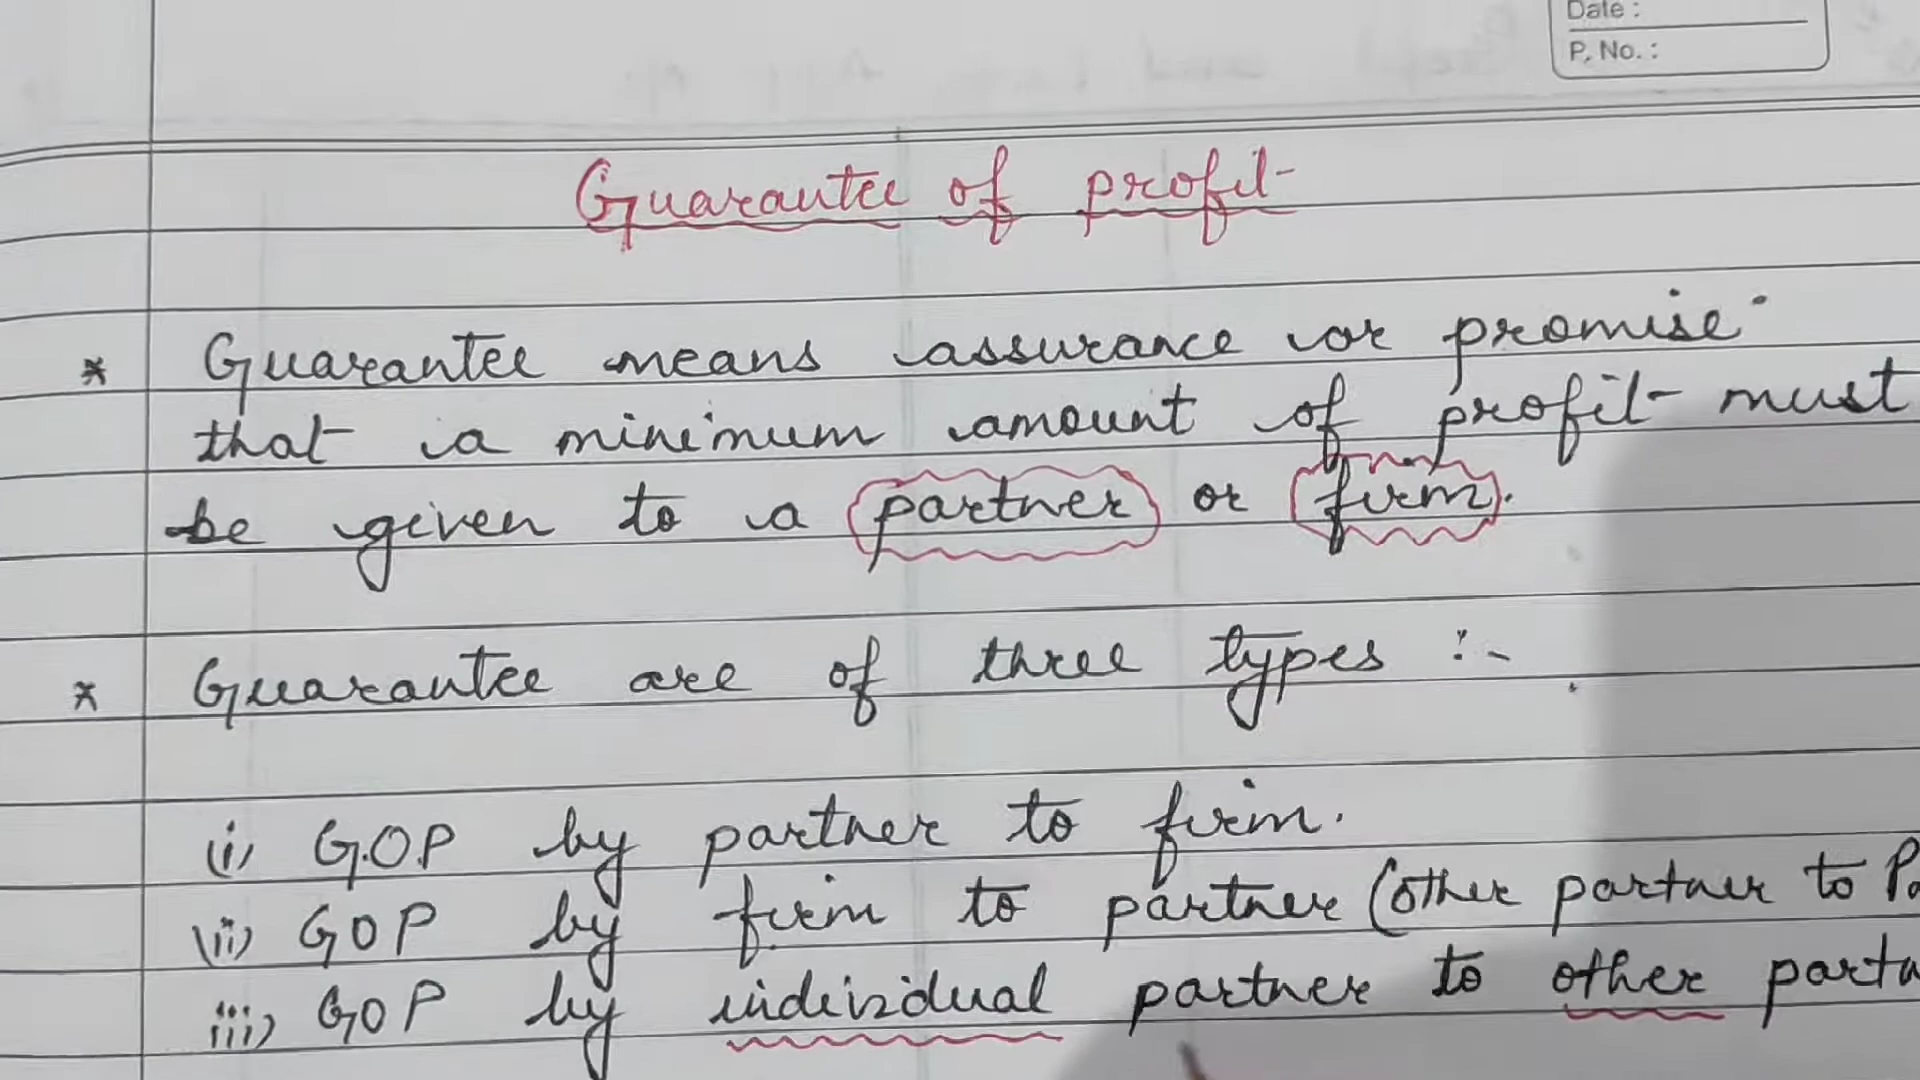 Date :
P. No. :
Guarantee of profit
* Guarantee means assurance or promise
that a minimum amount of profit must
be given to a partner or firm.
* Guarantee are of three types :-
(i) G.O.P by partner to firm.
(ii) GOP by firm to partner (other partner to
iii) GOP by individual partner to other